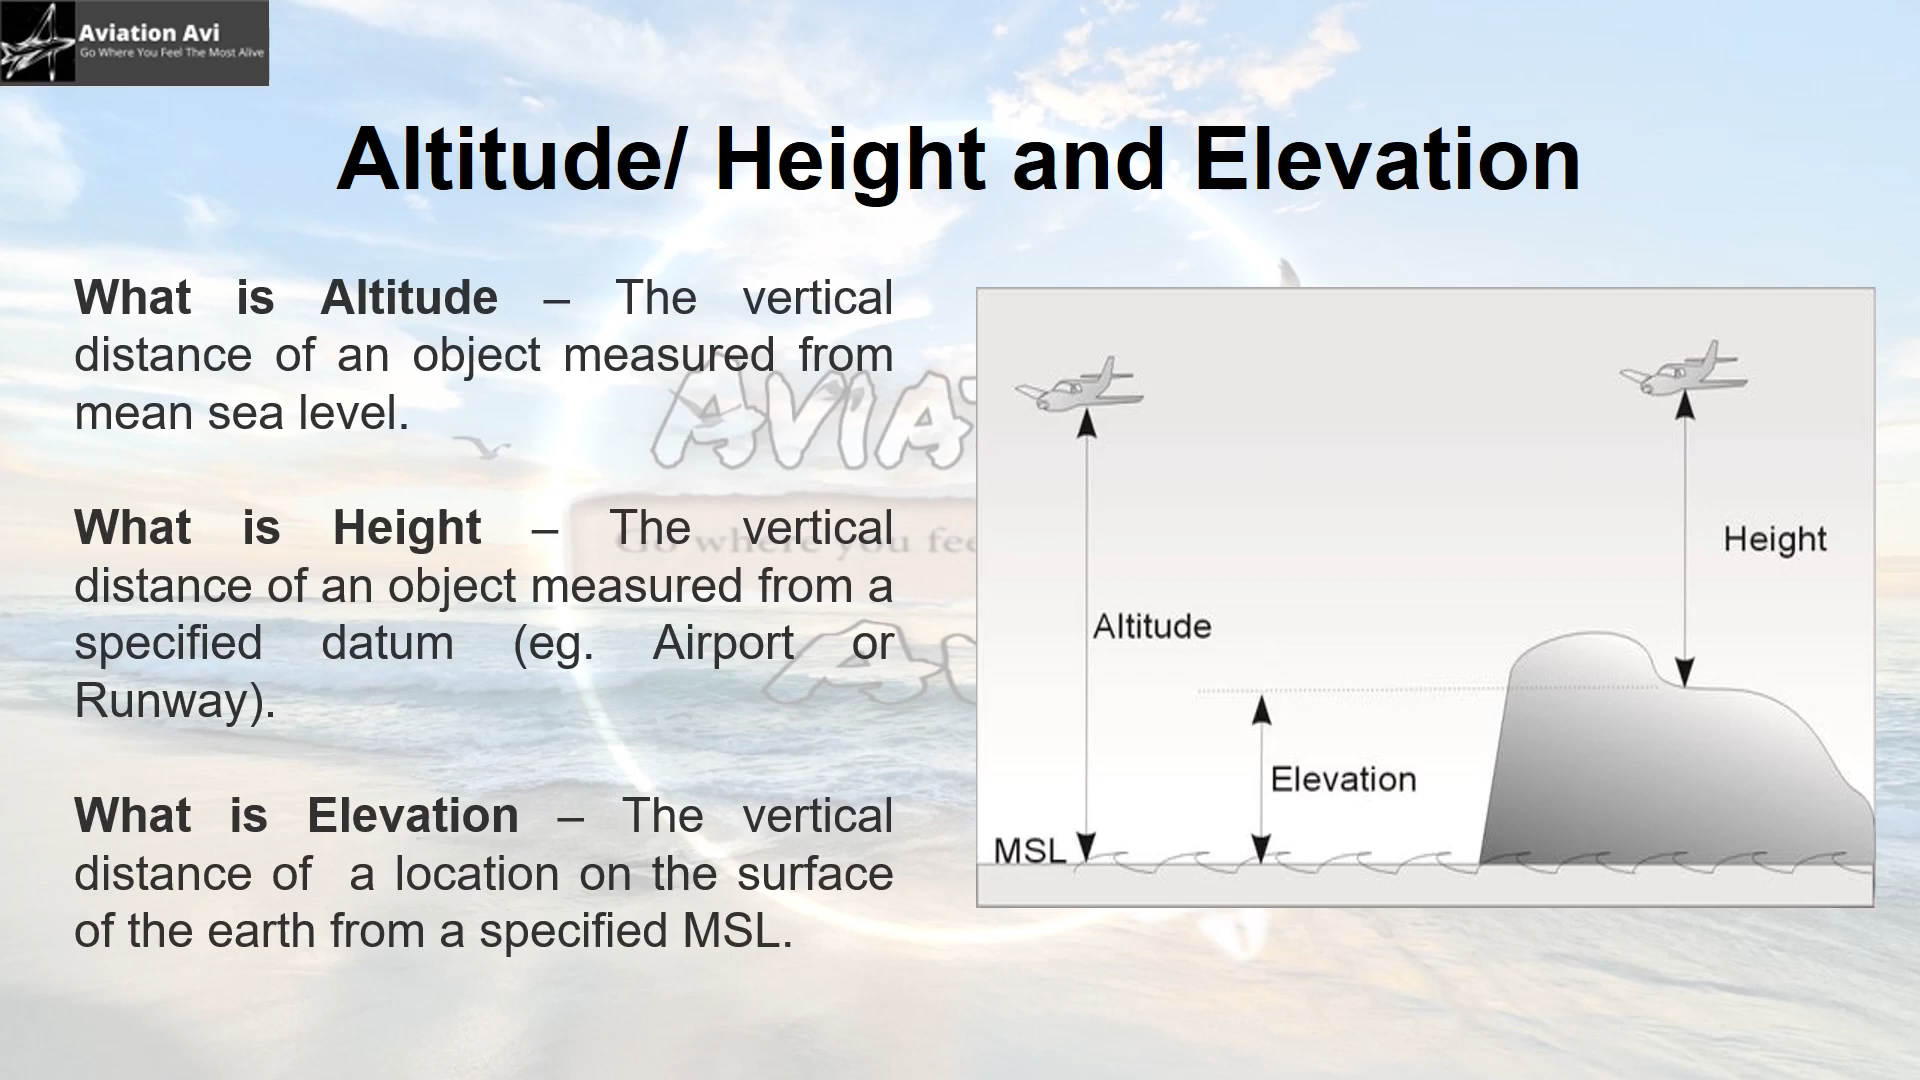 Aviation Avi
Go Where You Feel The Most Alive
Altitude/ Height and Elevation
What is Altitude – The vertical
distance of an object measured from
mean sea level.
What is Height – The vertical
distance of an object measured from a
specified datum (eg. Airport or
Runway).
What is Elevation – The vertical
distance of a location on the surface
of the earth from a specified MSL.
Height
Altitude
Elevation
MSL